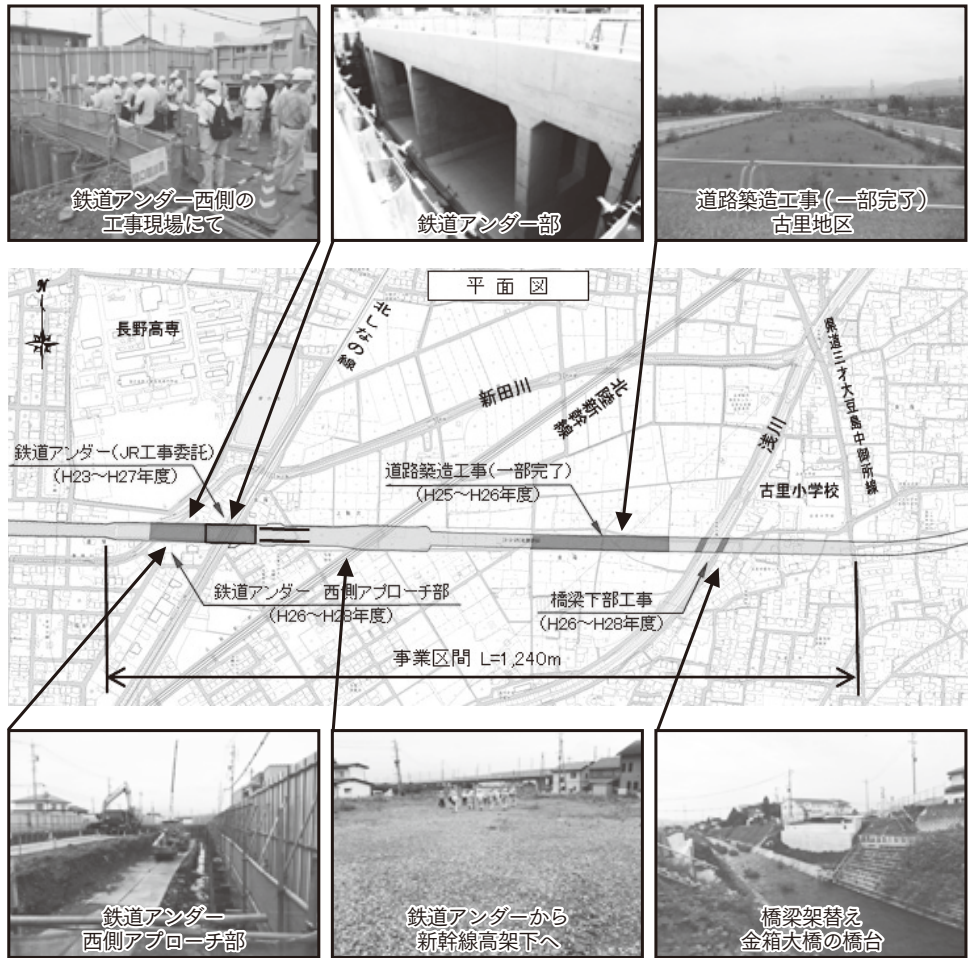 鉄道アンダー西側の
工事現場にて
鉄道アンダー部
道路築造工事(一部完了)
古里地区
平面図
N
長野高専
北しなの線
新田川
北陸新幹線
浅川
県道三才大豆島中御所線
鉄道アンダー(JR工事委託)
(H23~H27年度)
道路築造工事(一部完了)
(H25~H26年度)
古里小学校
鉄道アンダー 西側アプローチ部
(H26~H28年度)
橋梁下部工事
(H26~H28年度)
事業区間 L=1,240m
鉄道アンダー
西側アプローチ部
鉄道アンダーから
新幹線高架下へ
橋梁架替え
金箱大橋の橋台